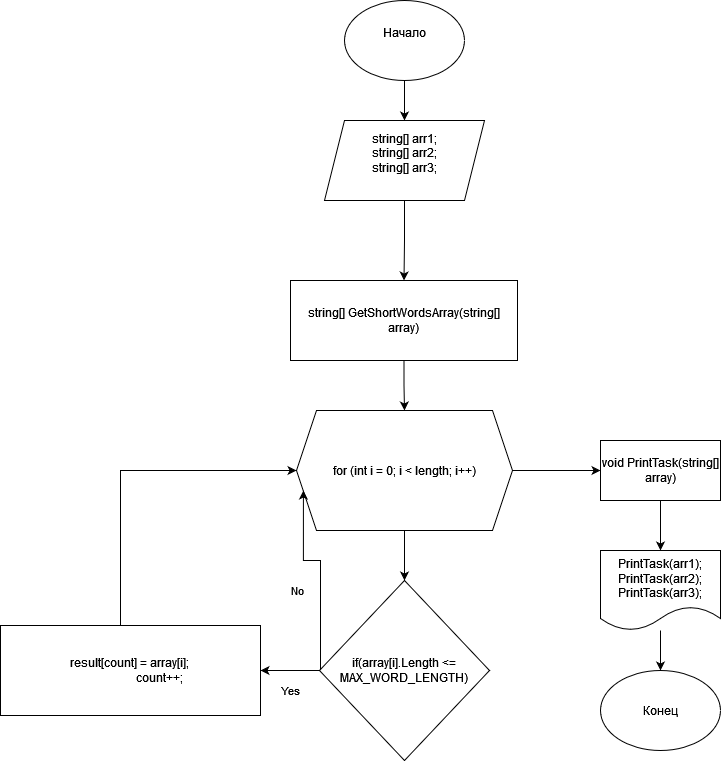 Начало
string[] arr1;
string[] arr2;
string[] arr3;
string[] GetShortWordsArray(string[]
array)
for (int i = 0; i < length; i++)
void PrintTask(string[]
array)
PrintTask(arr1);
PrintTask(arr2);
PrintTask(arr3);
No
if(array[i].Length <=
MAX_WORD_LENGTH)
Yes
result[count] = array[i];
count++;
Конец